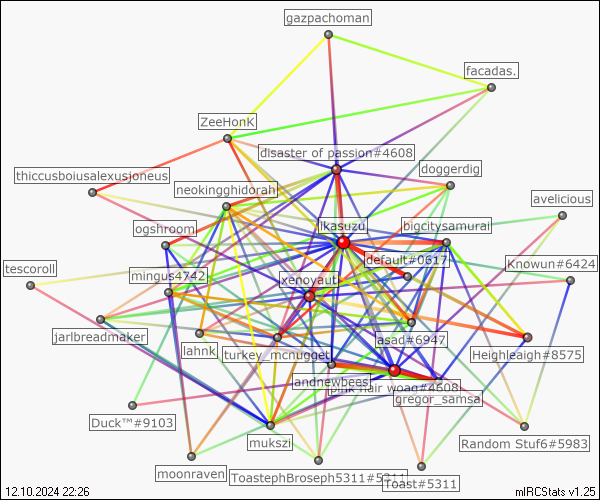 gazpachoman
facadas.
ZeeHonK
disaster of passion#4608
doggerdig
thiccusboiusalexusjoneus
neokingghidorah
avelicious
ogshroom
ikasuzu
bigcitysamurai
default#0617
Knowun#6424
tescoroll
mingus4742
xenoyaut
jarlbreadmaker
asad#6947
lahnk
turkey_mcnugget
Heighleaigh#8575
andnewbees
pink hair woag#4608
gregor_samsa
Duck™#9103
mukszi
Random Stuf6#5983
moonraven
ToastephBroseph5311#5311
Toast#5311
12.10.2024 22:26
mIRCStats v1.25